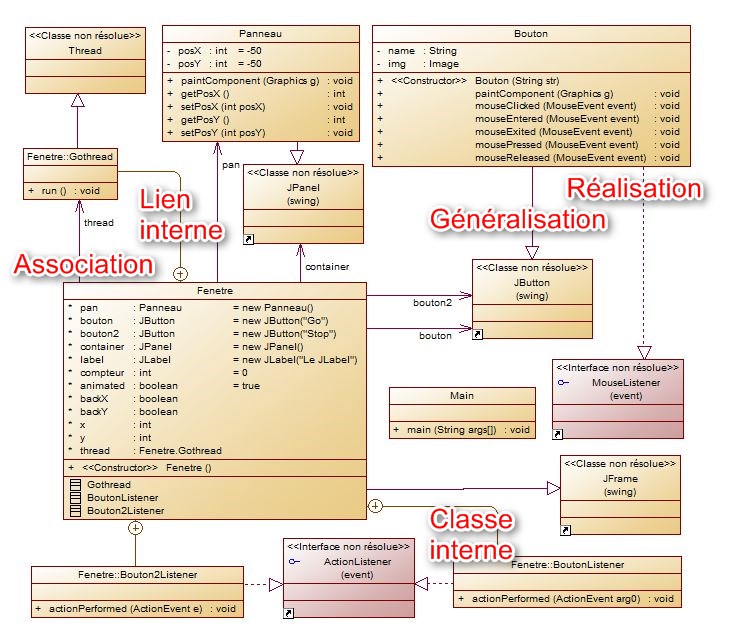 <<Classe non résolue>>
Thread
Panneau
- posX : int = -50
- posY : int = -50
+ paintComponent (Graphics g) : void
+ getPosX () : int
+ setPosX (int posX) : void
+ getPosY () : int
+ setPosY (int posY) : void
Bouton
- name : String
- img : Image
+ <<Constructor>> Bouton (String str)
+ paintComponent (Graphics g) : void
+ mouseClicked (MouseEvent event) : void
+ mouseEntered (MouseEvent event) : void
+ mouseExited (MouseEvent event) : void
+ mousePressed (MouseEvent event) : void
+ mouseReleased (MouseEvent event) : void
Fenetre::Gothread
+ run () : void
pan
<<Classe non résolue>>
JPanel
(swing)
Lien
interne
Réalisation
Généralisation
thread
Association
container
<<Classe non résolue>>
JButton
(swing)
bouton2
bouton
Fenetre
* pan : Panneau = new Panneau()
* bouton : JButton = new JButton("Go")
* bouton2 : JButton = new JButton("Stop")
* container : JPanel = new JPanel()
* label : JLabel = new JLabel("Le JLabel")
* compteur : int = 0
* animated : boolean = true
* backX : boolean
* backY : boolean
* x : int
* y : int
* thread : Fenetre.Gothread
+ <<Constructor>> Fenetre ()
Gothread
BoutonListener
Bouton2Listener
<<Interface non résolue>>
MouseListener
(event)
Main
+ main (String args[]) : void
<<Classe non résolue>>
JFrame
(swing)
Classe
interne
<<Interface non résolue>>
ActionListener
(event)
Fenetre::Bouton2Listener
+ actionPerformed (ActionEvent e) : void
Fenetre::BoutonListener
+ actionPerformed (ActionEvent arg0) : void